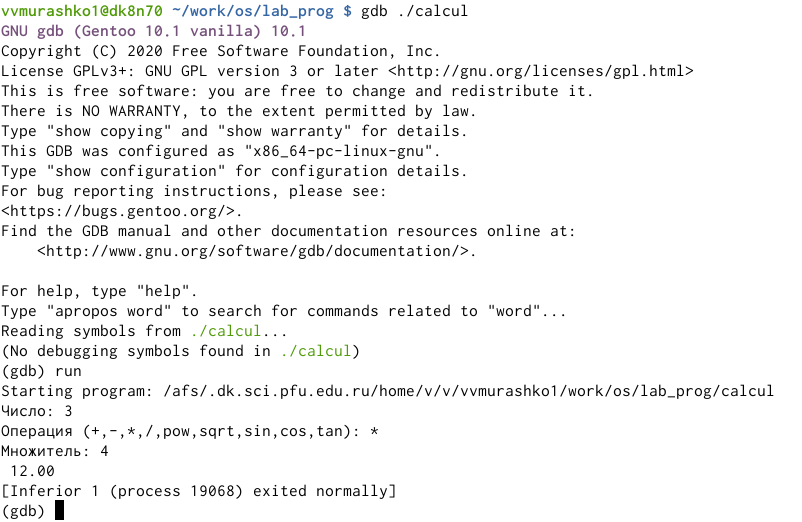 vvmurashko1@dk8n70 ~/work/os/lab_prog $ gdb ./calcul
GNU gdb (Gentoo 10.1 vanilla) 10.1
Copyright (C) 2020 Free Software Foundation, Inc.
License GPLv3+: GNU GPL version 3 or later <http://gnu.org/licenses/gpl.html>
This is free software: you are free to change and redistribute it.
There is NO WARRANTY, to the extent permitted by law.
Type "show copying" and "show warranty" for details.
This GDB was configured as "x86_64-pc-linux-gnu".
Type "show configuration" for configuration details.
For bug reporting instructions, please see:
<https://bugs.gentoo.org/>.
Find the GDB manual and other documentation resources online at:
    <http://www.gnu.org/software/gdb/documentation/>.

For help, type "help".
Type "apropos word" to search for commands related to "word"...
Reading symbols from ./calcul...
(No debugging symbols found in ./calcul)
(gdb) run
Starting program: /afs/.dk.sci.pfu.edu.ru/home/v/v/vvmurashko1/work/os/lab_prog/calcul
Число: 3
Операция (+,-,*,/,pow,sqrt,sin,cos,tan): *
Множитель: 4
 12.00
[Inferior 1 (process 19068) exited normally]
(gdb)